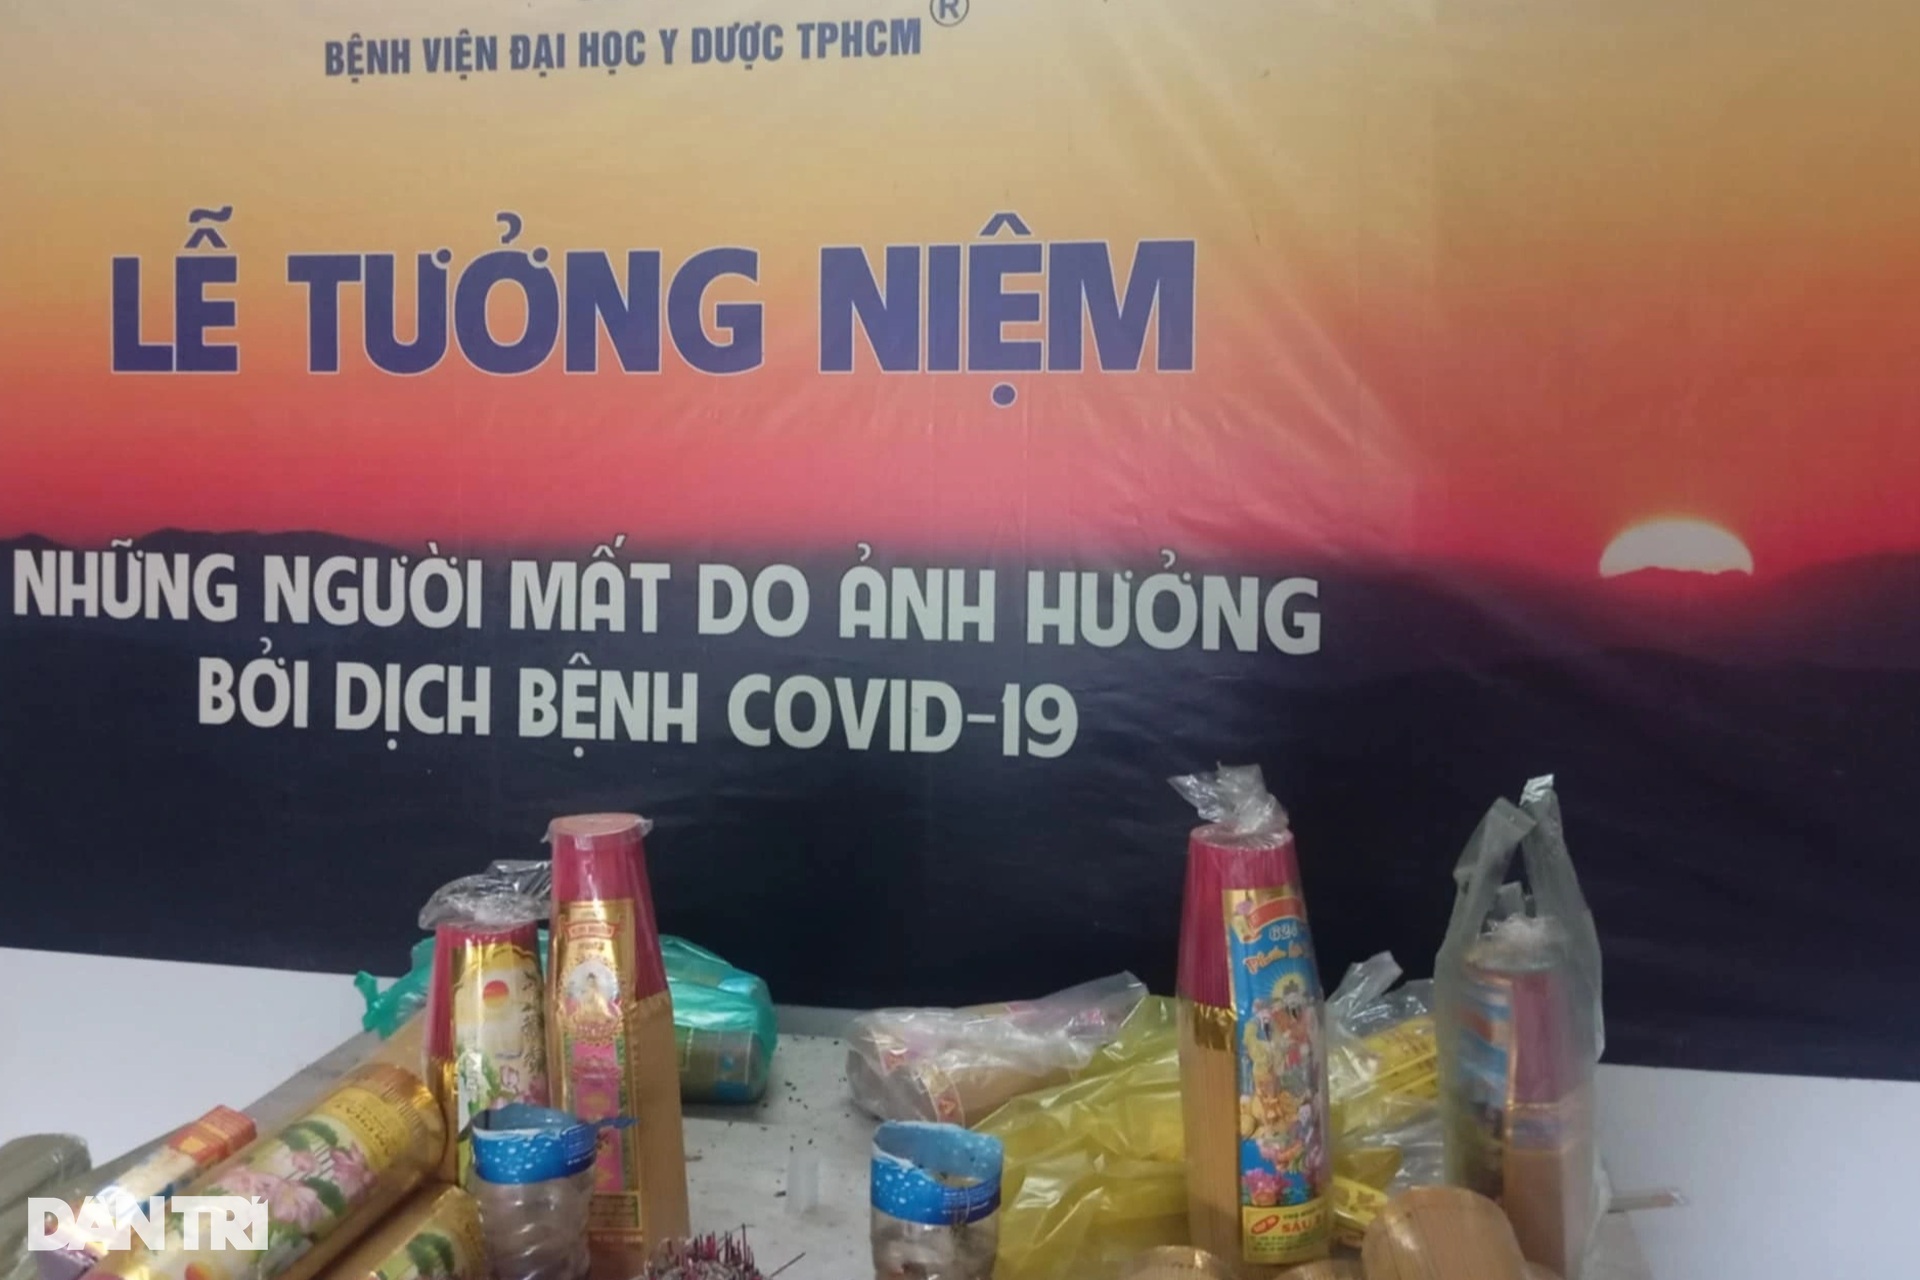 BỆNH VIỆN ĐẠI HỌC Y DƯỢC TPHCM ®
LỄ TƯỞNG NIỆM
NHỮNG NGƯỜI MẤT DO ẢNH HƯỞNG
BỞI DỊCH BỆNH COVID-19
DÂN TRÍ